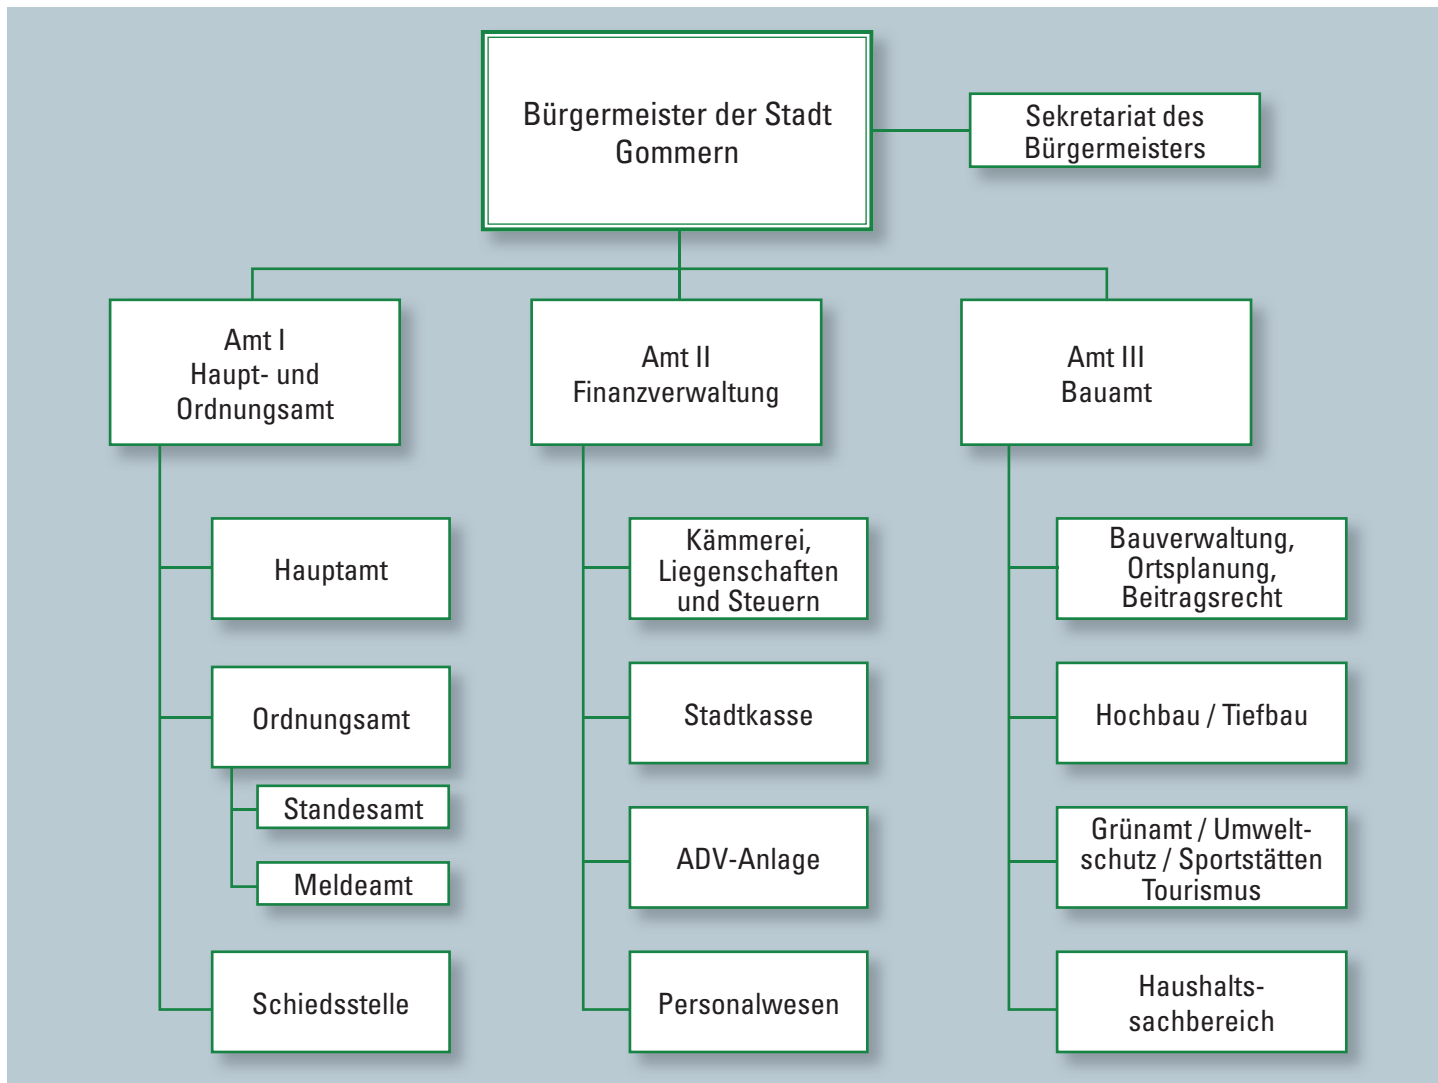 Bürgermeister der Stadt
Gommern
Sekretariat des
Bürgermeisters
Amt I
Haupt- und
Ordnungsamt
Amt II
Finanzverwaltung
Amt III
Bauamt
Hauptamt
Ordnungsamt
Standesamt
Meldeamt
Schiedsstelle
Kämmerei,
Liegenschaften
und Steuern
Stadtkasse
ADV-Anlage
Personalwesen
Bauverwaltung,
Ortsplanung,
Beitragsrecht
Hochbau / Tiefbau
Grünamt / Umwelt-
schutz / Sportstätten
Tourismus
Haushalts-
sachbereich